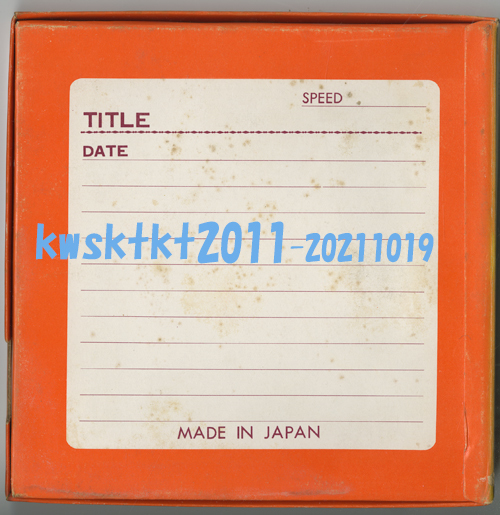 SPEED
TITLE
DATE
kwsktkt2011-20211019
MADE IN JAPAN